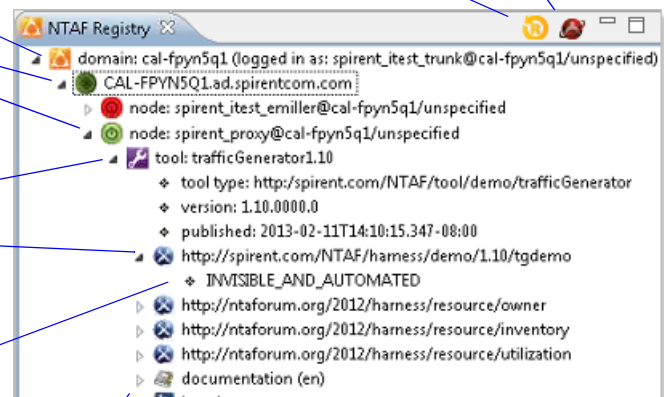 NTAF Registry
domain: cal-fpyn5q1 (logged in as: spirent_itest_trunk@cal-fpyn5q1/unspecified)
CAL-FPYN5Q1.ad.spirentcom.com
node: spirent_itest_emiller@cal-fpyn5q1/unspecified
node: spirent_proxy@cal-fpyn5q1/unspecified
tool: trafficGenerator1.10
tool type: http:/spirent.com/NTAF/tool/demo/trafficGenerator
version: 1.10.0000.0
published: 2013-02-11T14:10:15.347-08:00
http://spirent.com/NTAF/harness/demo/1.10/tgdemo
INVISIBLE_AND_AUTOMATED
http://ntaforum.org/2012/harness/resource/owner
http://ntaforum.org/2012/harness/resource/inventory
http://ntaforum.org/2012/harness/resource/utilization
documentation (en)